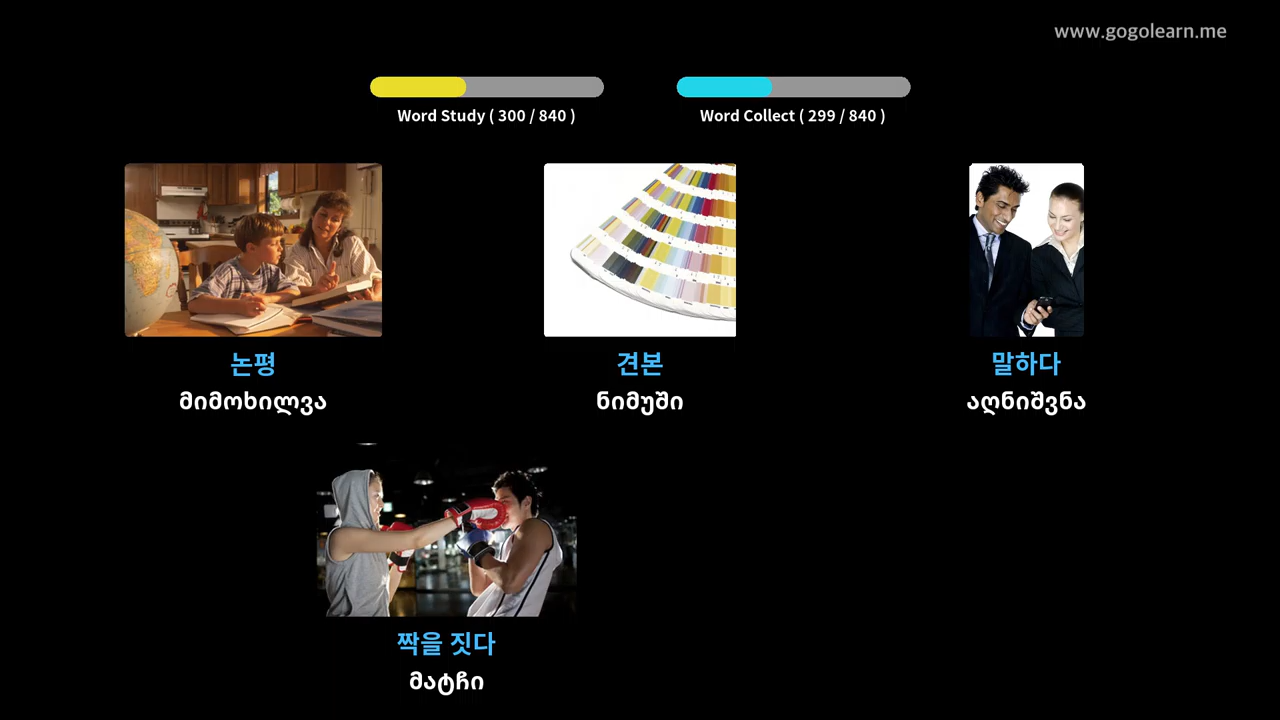 www.gogolearn.me
Word Study ( 300 / 840 )
Word Collect ( 299 / 840 )
논평
მიმოხილვა
견본
ნიმუში
말하다
აღნიშვნა
짝을 짓다
მატჩი